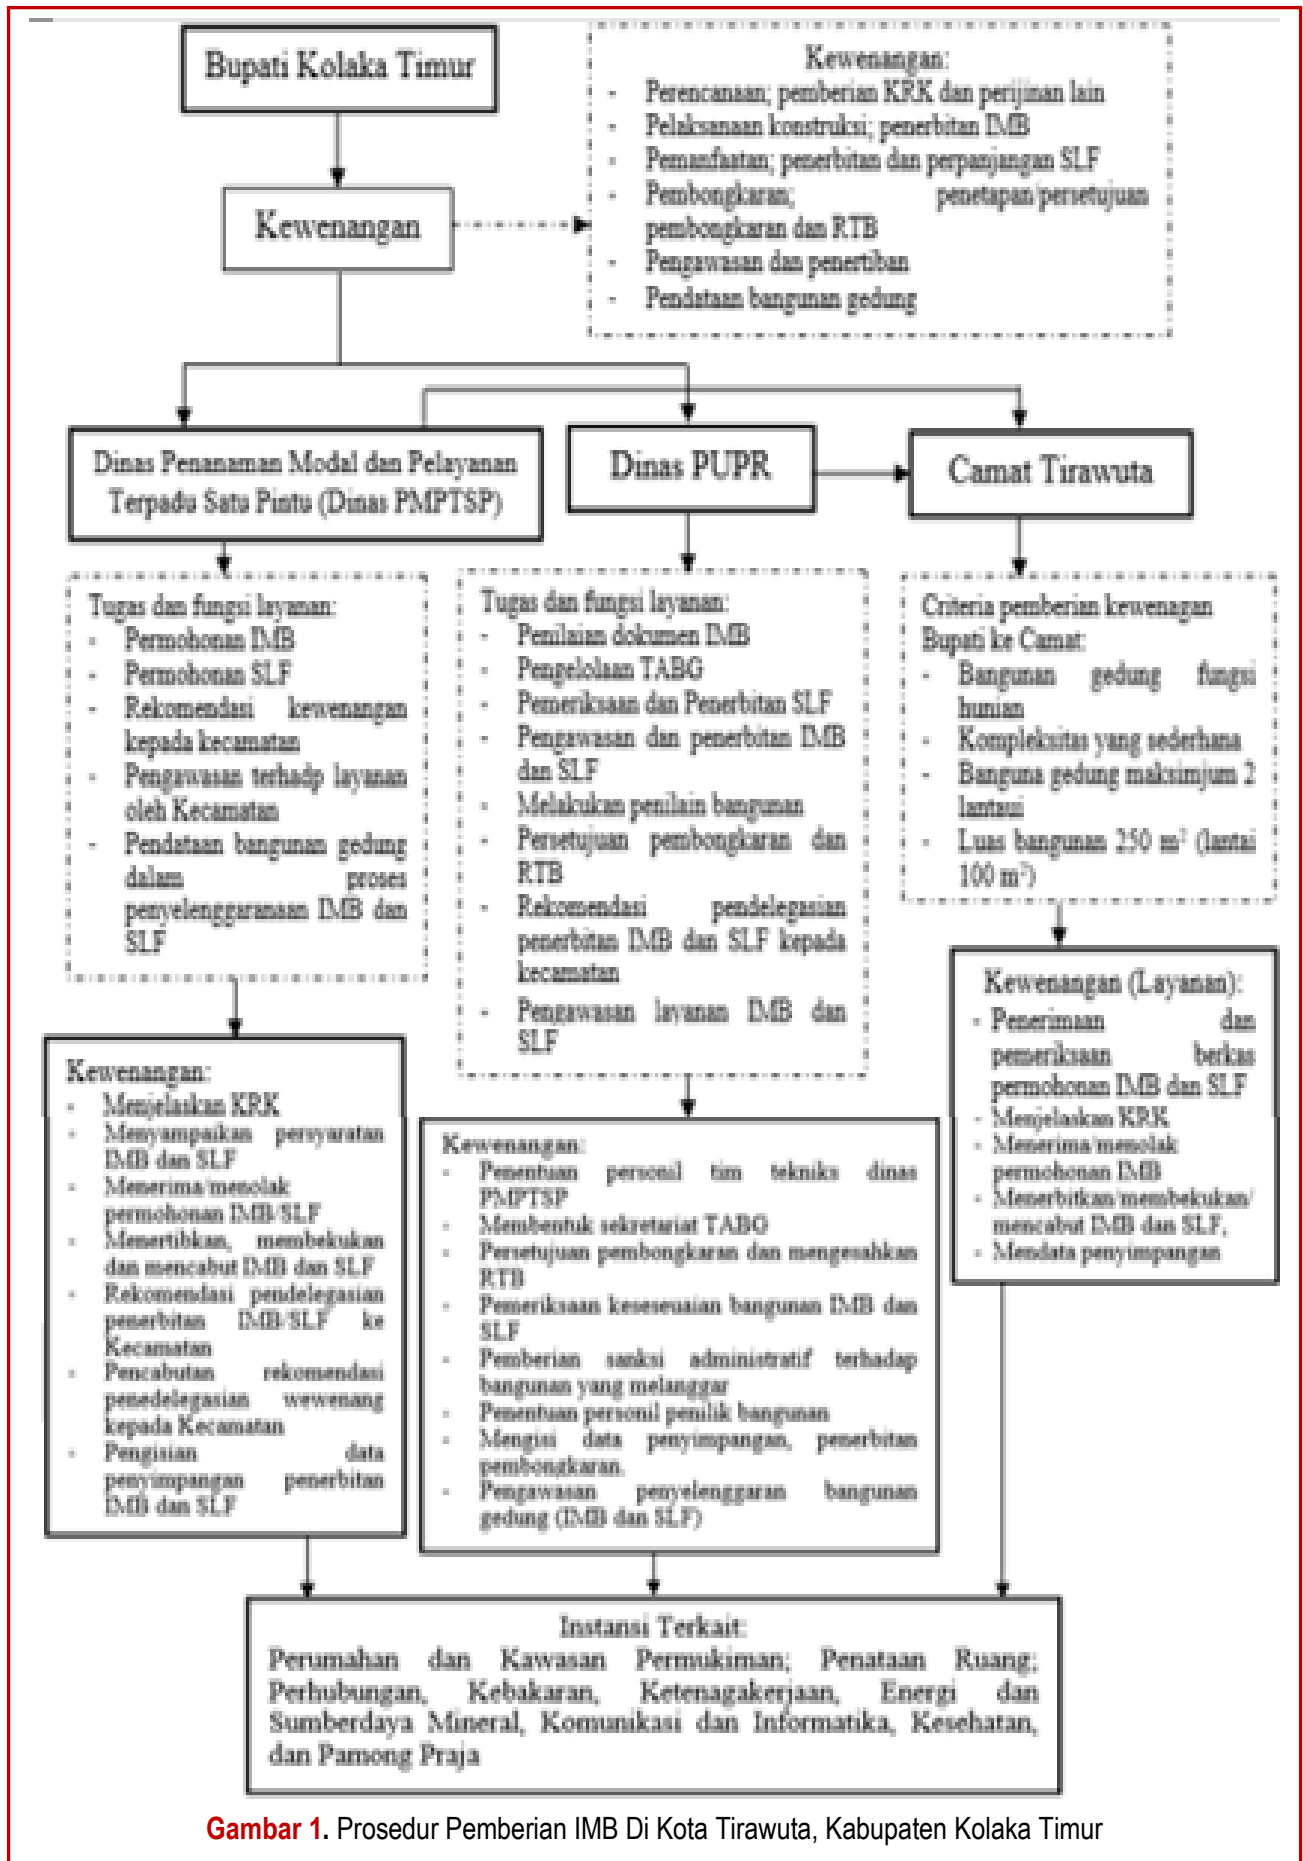 Bupati Kolaka Timur
Kewenangan:
- Perencanaan; pemberian KRK dan perijinan lain
- Pelaksanaan konstruksi; penerbitan IMB
- Pemanfaatan; penerbitan dan perpanjangan SLF
- Pembongkaran; penetapan/persetujuan
pembongkaran dan RTB
- Pengawasan dan penertiban
- Pendataan bangunan gedung
Kewenangan
Dinas Penanaman Modal dan Pelayanan
Terpadu Satu Pintu (Dinas PMPTSP)
Dinas PUPR
Camat Tirawuta
Tugas dan fungsi layanan:
- Permohonan IMB
- Permohonan SLF
- Rekomendasi kewenangan
kepada kecamatan
- Pengawasan terhadp layanan
oleh Kecamatan
- Pendataan bangunan gedung
dalam proses
penyelenggaranaan IMB dan
SLF
Tugas dan fungsi layanan:
- Penilaian dokumen IMB
- Pengelolaan TABG
- Pemeriksaan dan Penerbitan SLF
- Pengawasan dan penerbitan IMB
dan SLF
- Melakukan penilain bangunan
- Persetujuan pembongkaran dan
RTB
- Rekomendasi pendelegasian
penerbitan IMB dan SLF kepada
kecamatan
- Pengawasan layanan IMB dan
SLF
Criteria pemberian kewenagan
Bupati ke Camat:
- Bangunan gedung fungsi
hunian
- Kompleksitas yang sederhana
- Banguna gedung maksimjum 2
lantaui
- Luas bangunan 250 m² (lantai
100 m²)
Kewenangan:
- Menjelaskan KRK
- Menyampaikan persyaratan
IMB dan SLF
- Menerima/menolak
permohonan IMB/SLF
- Menertibkan, membekukan
dan mencabut IMB dan SLF
- Rekomendasi pendelegasian
penerbitan IMB/SLF ke
Kecamatan
- Pencabutan rekomendasi
penedelegasian wewenang
kepada Kecamatan
- Pengisian data
penyimpangan penerbitan
IMB dan SLF
Kewenangan:
- Penentuan personil tim tekniks dinas
PMPTSP
- Membentuk sekretariat TABG
- Persetujuan pembongkaran dan mengesahkan
RTB
- Pemeriksaan keseseuaian bangunan IMB dan
SLF
- Pemberian sanksi administratif terhadap
bangunan yang melanggar
- Penentuan personil penilik bangunan
- Mengisi data penyimpangan, penerbitan
pembongkaran.
- Pengawasan penyelenggaran bangunan
gedung (IMB dan SLF)
Kewenangan (Layanan):
- Penerimaan dan
pemeriksaan berkas
permohonan IMB dan SLF
- Menjelaskan KRK
- Menerima/menolak
permohonan IMB
- Menerbitkan/membekukan/
mencabut IMB dan SLF,
- Mendata penyimpangan
Instansi Terkait:
Perumahan dan Kawasan Permukiman; Penataan Ruang;
Perhubungan, Kebakaran, Ketenagakerjaan, Energi dan
Sumberdaya Mineral, Komunikasi dan Informatika, Kesehatan,
dan Pamong Praja
Gambar 1. Prosedur Pemberian IMB Di Kota Tirawuta, Kabupaten Kolaka Timur